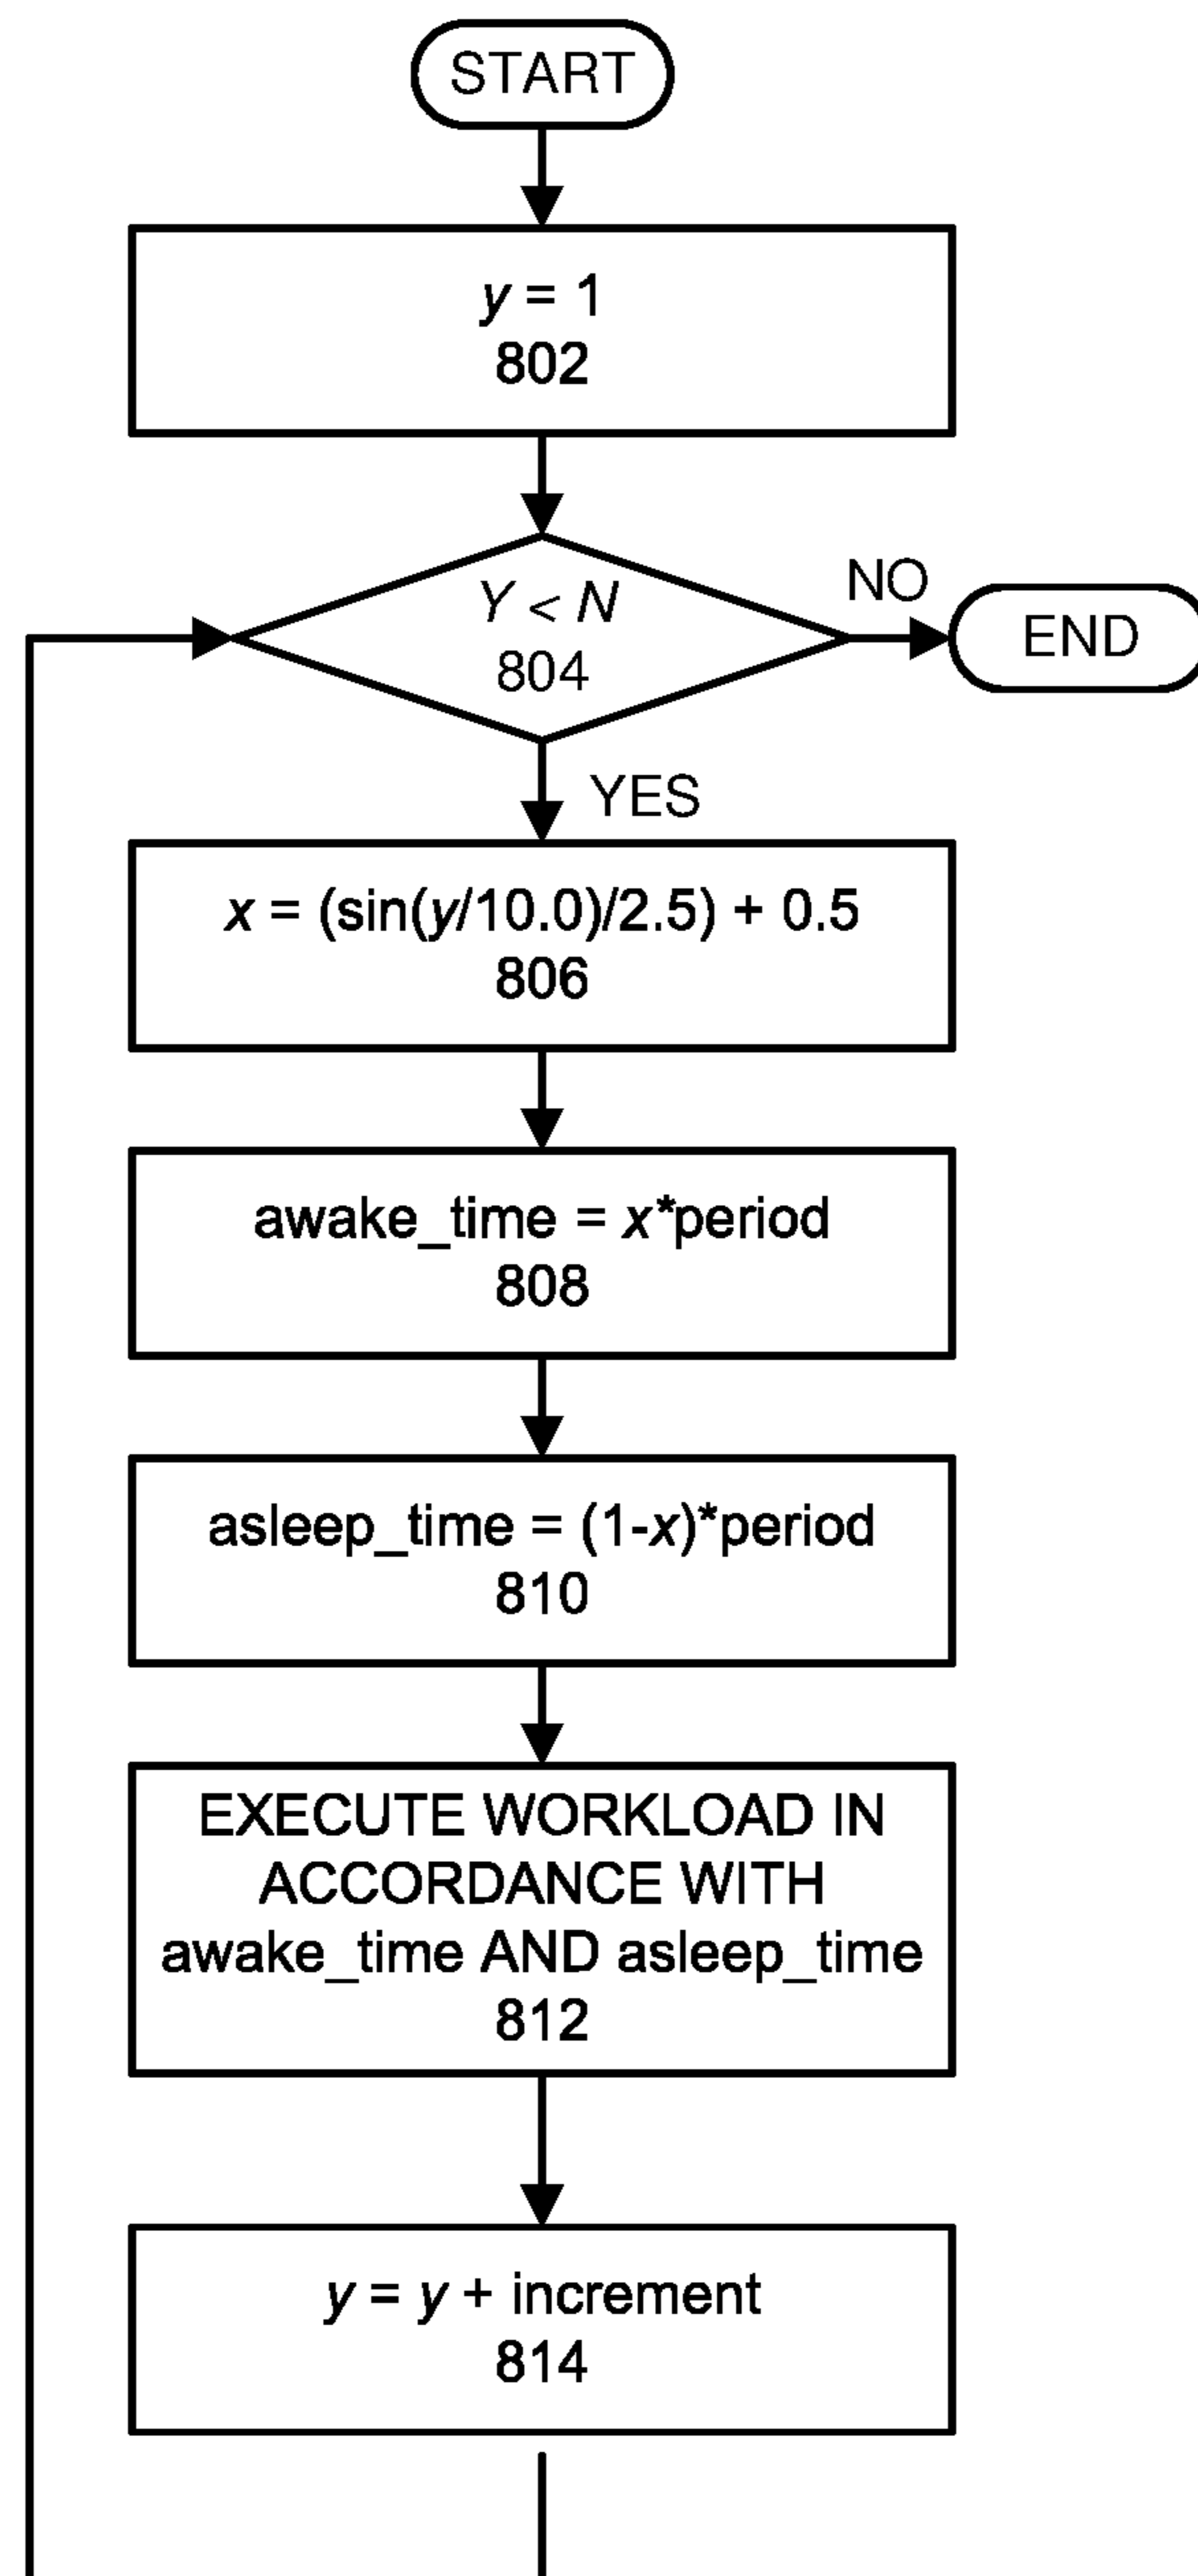 START
y = 1
802
Y < N
804
NO
END
YES
x = (sin(y/10.0)/2.5) + 0.5
806
awake_time = x*period
808
asleep_time = (1-x)*period
810
EXECUTE WORKLOAD IN
ACCORDANCE WITH
awake_time AND asleep_time
812
y = y + increment
814